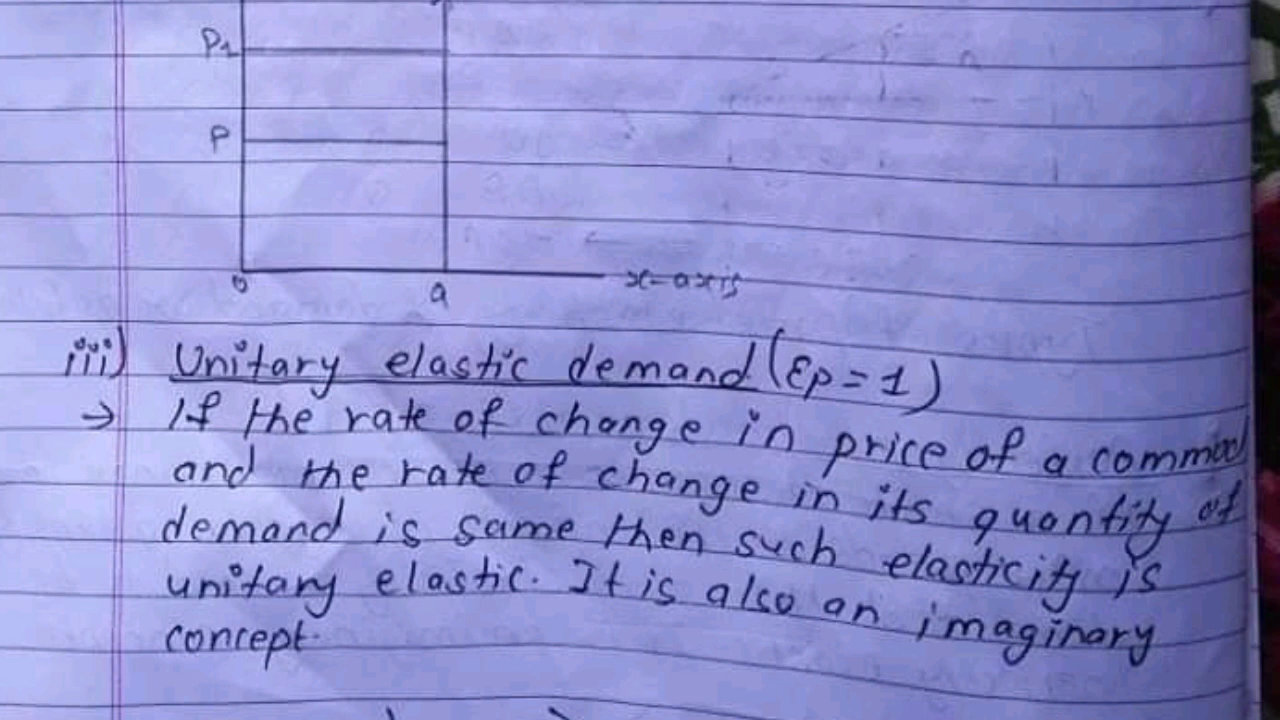 P1
P
0
a
x-axis
iii) Unitary elastic demand (Ep=1)
→ If the rate of change in price of a commod
and the rate of change in its quantity of
demand is same then such elasticity is
unitary elastic. It is also an imaginary
concept.